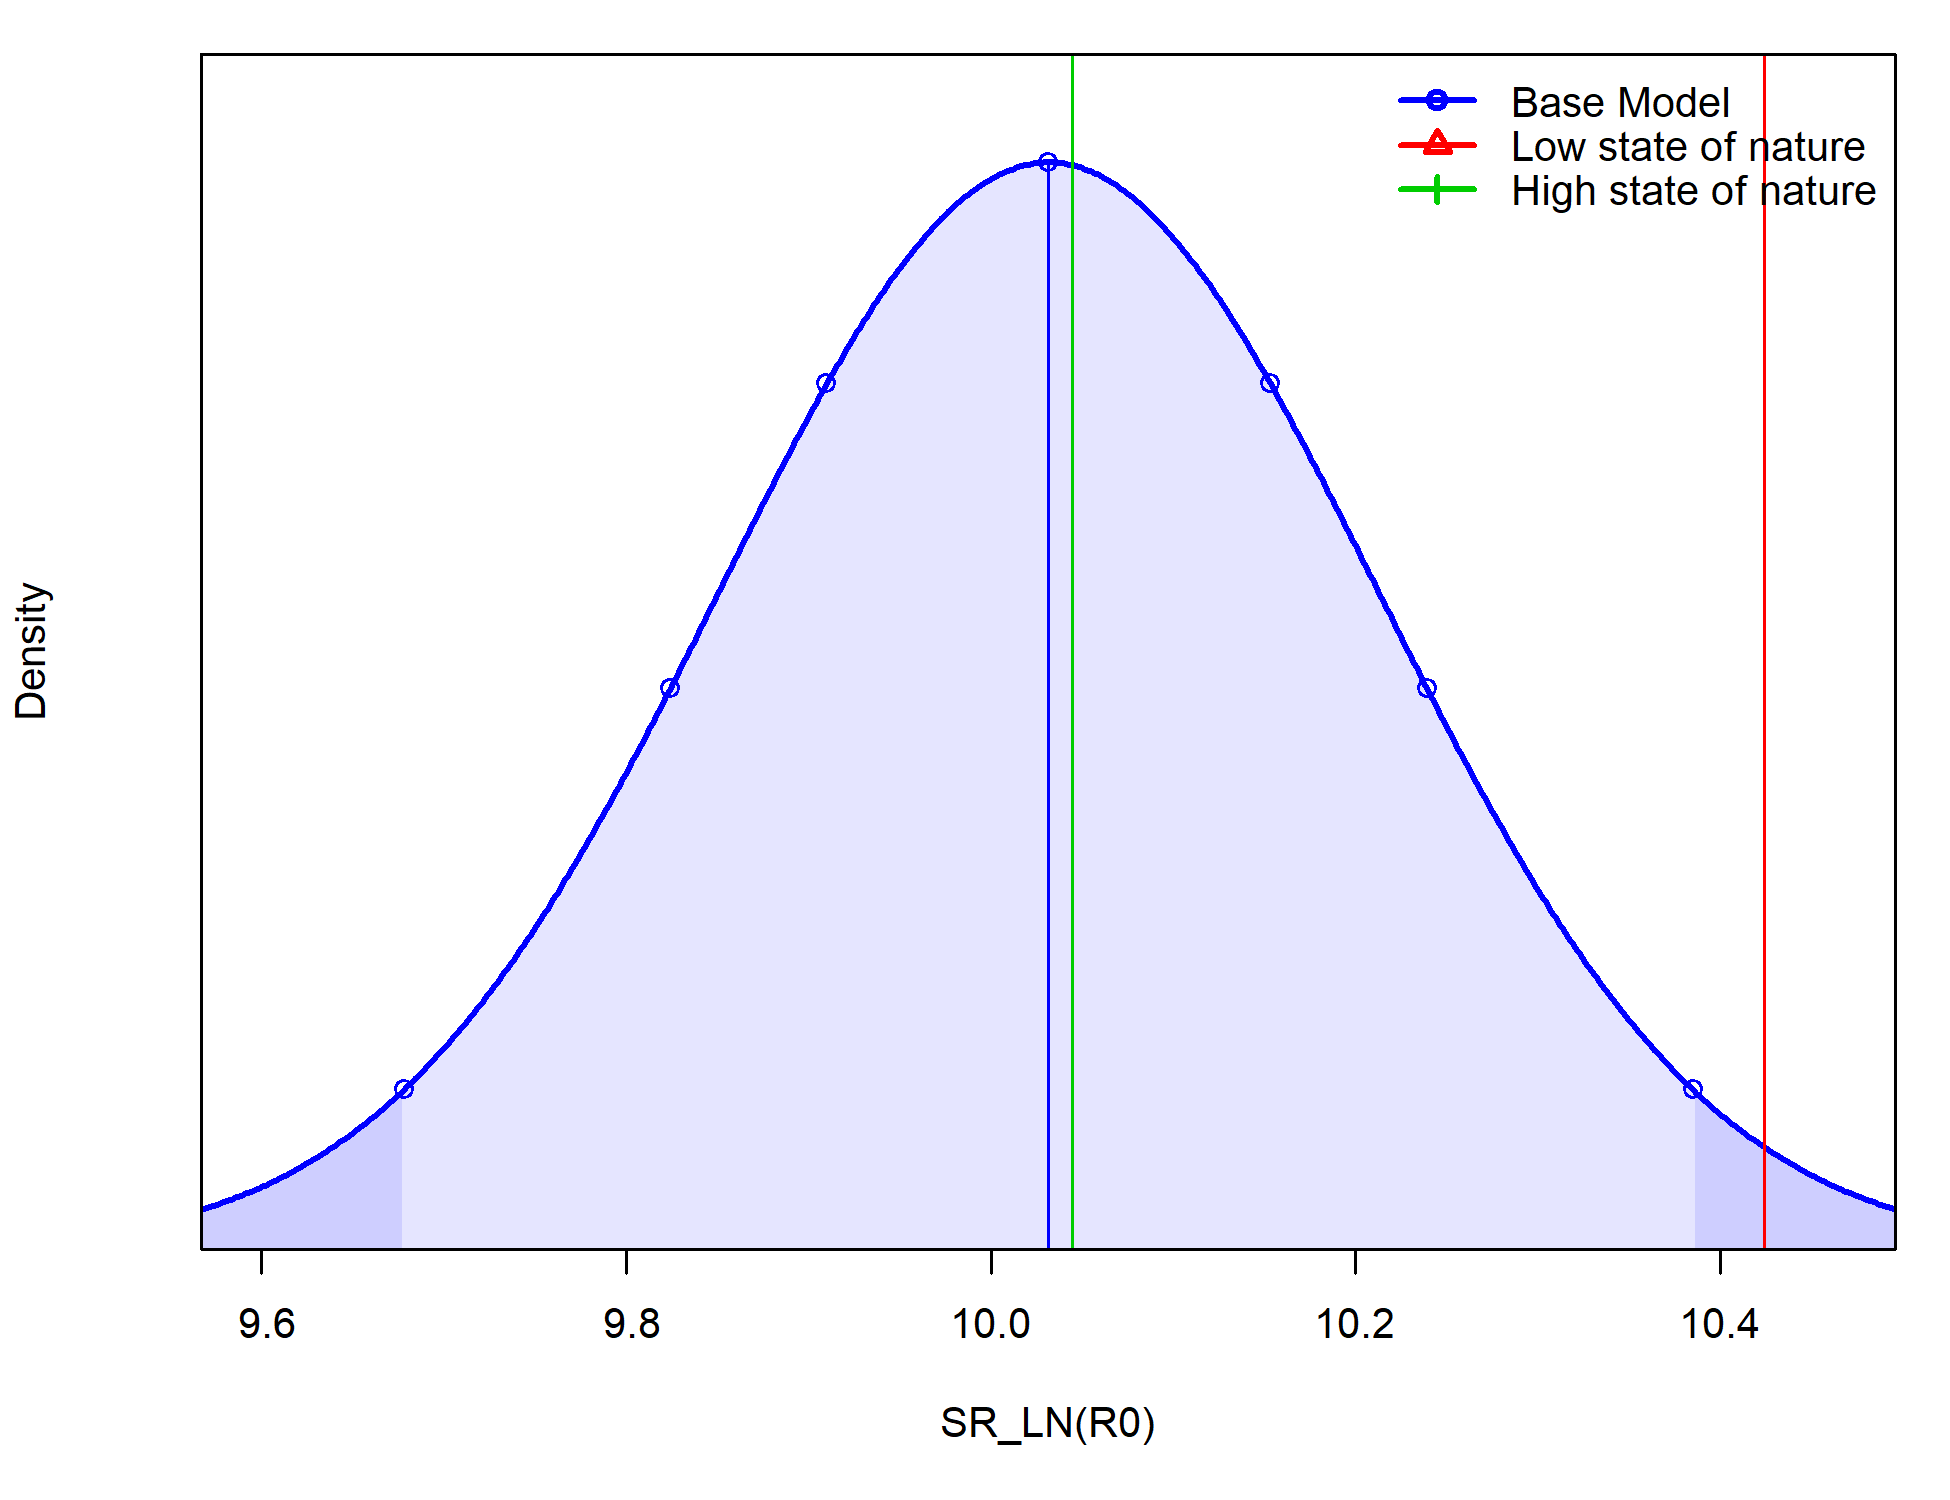 Base Model
Low state of nature
High state of nature
Density
9.6
9.8
10.0
10.2
10.4
SR_LN(R0)